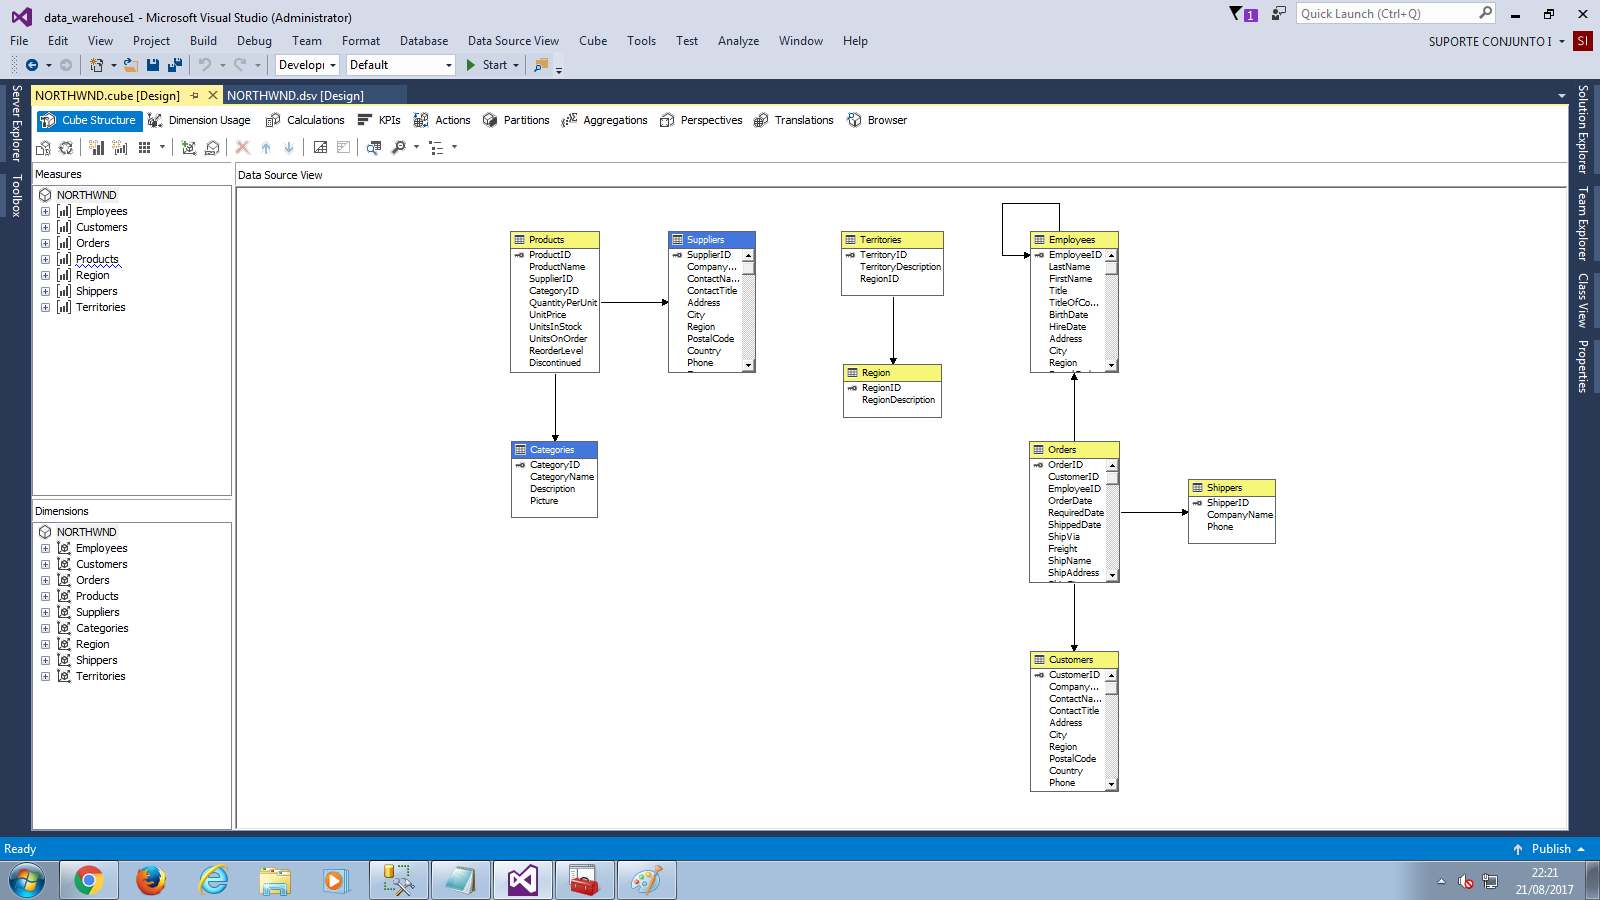 data_warehouse1 - Microsoft Visual Studio (Administrator)
1
Quick Launch (Ctrl+Q)
File Edit View Project Build Debug Team Format Database Data Source View Cube Tools Test Analyze Window Help
SUPORTE CONJUNTO I
SI
Developi
Default
Start
Server Explorer
Toolbox
NORTHWND.cube [Design]
NORTHWND.dsv [Design]
Cube Structure Dimension Usage Calculations KPIs Actions Partitions Aggregations Perspectives Translations Browser
Measures
NORTHWND
Employees
Customers
Orders
Products
Region
Shippers
Territories
Dimensions
NORTHWND
Employees
Customers
Orders
Products
Suppliers
Categories
Region
Shippers
Territories
Data Source View
Products
ProductID
ProductName
SupplierID
CategoryID
QuantityPerUnit
UnitPrice
UnitsInStock
UnitsOnOrder
ReorderLevel
Discontinued
Suppliers
SupplierID
Company...
ContactNa...
ContactTitle
Address
City
Region
PostalCode
Country
Phone
Territories
TerritoryID
TerritoryDescription
RegionID
Employees
EmployeeID
LastName
FirstName
Title
TitleOfCo...
BirthDate
HireDate
Address
City
Region
Region
RegionID
RegionDescription
Categories
CategoryID
CategoryName
Description
Picture
Orders
OrderID
CustomerID
EmployeeID
OrderDate
RequiredDate
ShippedDate
ShipVia
Freight
ShipName
ShipAddress
Shippers
ShipperID
CompanyName
Phone
Customers
CustomerID
Company...
ContactNa...
ContactTitle
Address
City
Region
PostalCode
Country
Phone
Solution Explorer
Team Explorer
Class View
Properties
Ready
Publish
22:21
21/08/2017